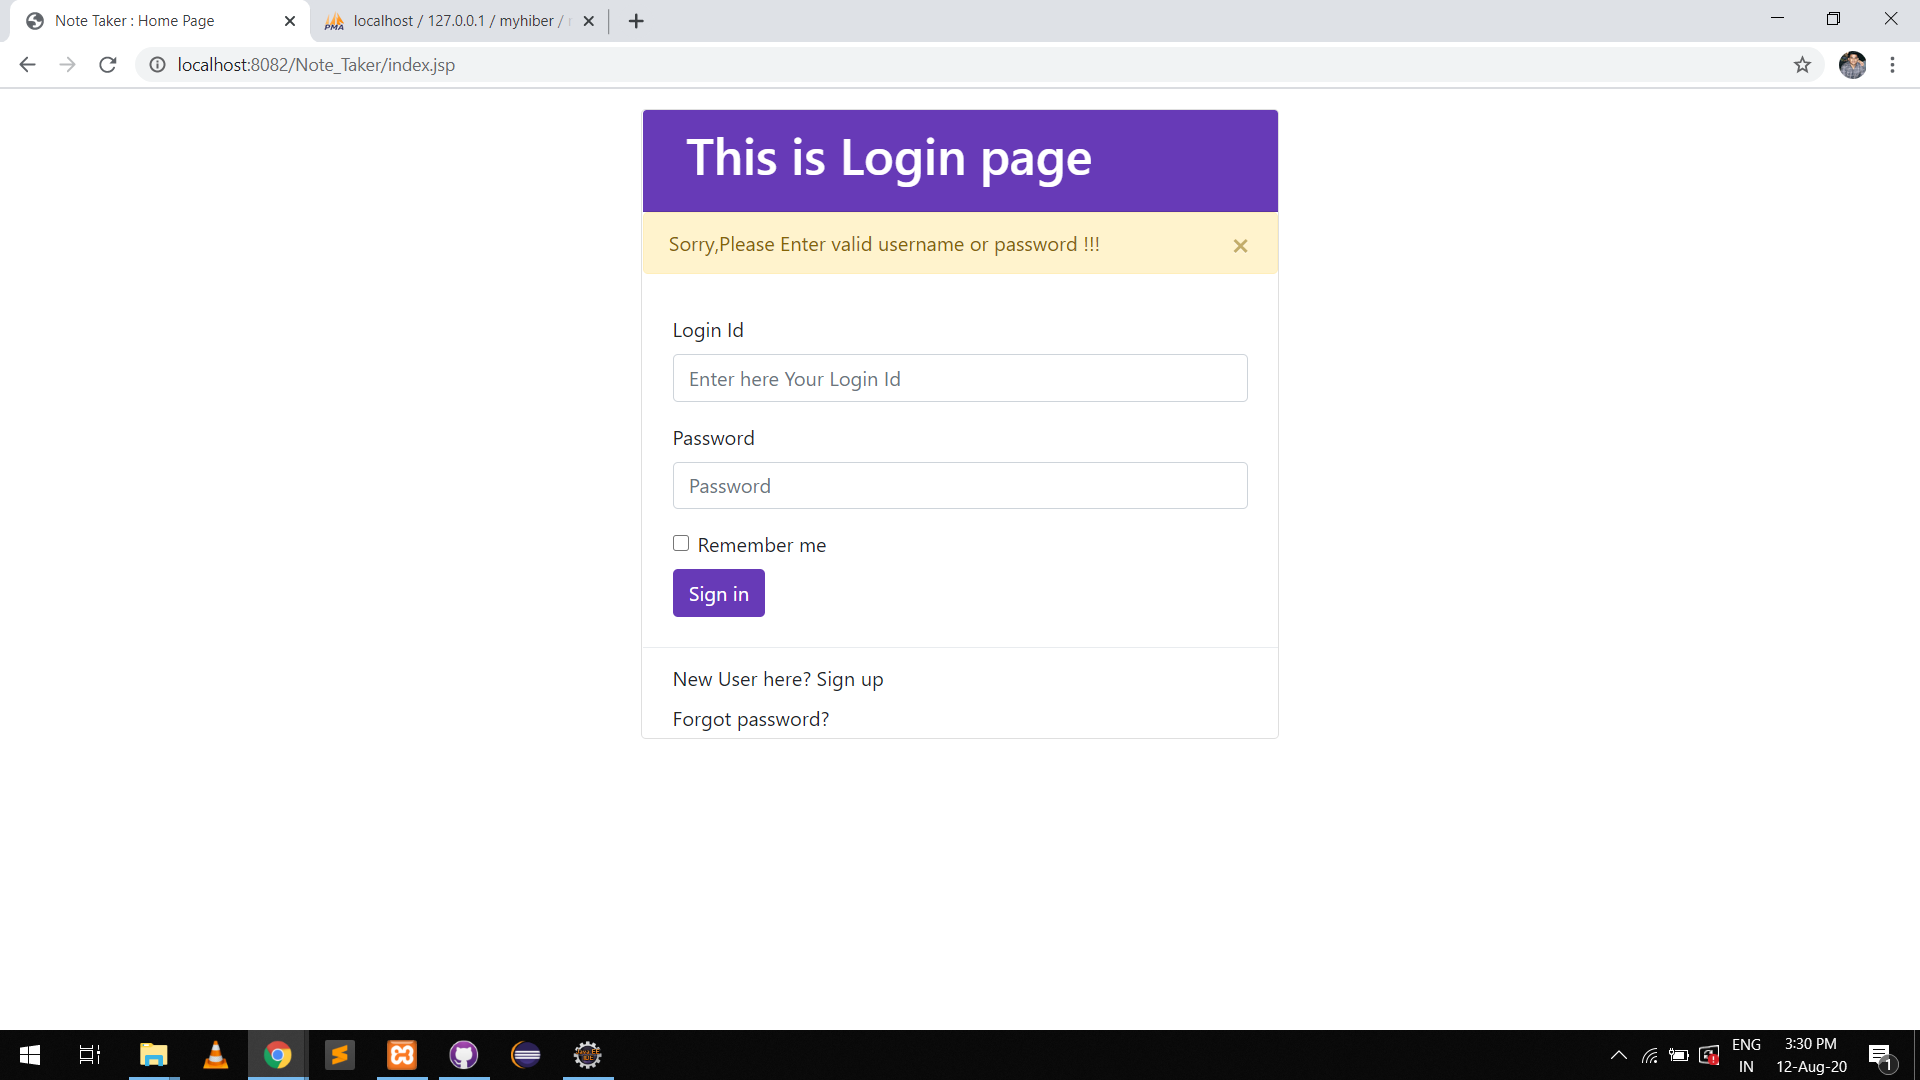 Note Taker : Home Page
localhost / 127.0.0.1 / myhiber /
localhost:8082/Note_Taker/index.jsp
This is Login page
Sorry,Please Enter valid username or password !!!
Login Id
Enter here Your Login Id
Password
Password
Remember me
Sign in
New User here? Sign up
Forgot password?
ENG
IN
3:30 PM
12-Aug-20
1
PMA